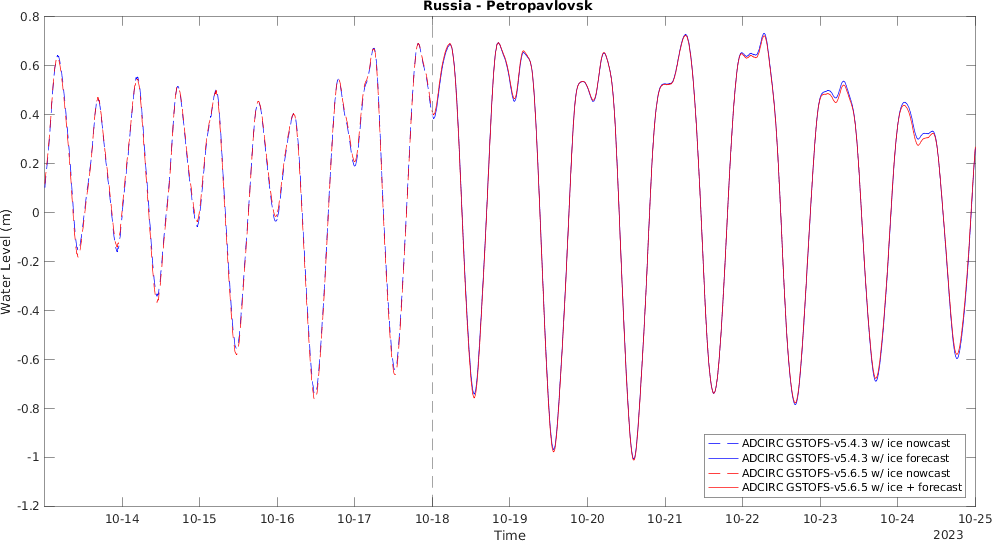 Russia - Petropavlovsk
Water Level (m)
0.8
0.6
0.4
0.2
0
-0.2
-0.4
-0.6
-0.8
-1
-1.2
ADCIRC GSTOFS-v5.4.3 w/ ice nowcast
ADCIRC GSTOFS-v5.4.3 w/ ice forecast
ADCIRC GSTOFS-v5.6.5 w/ ice nowcast
ADCIRC GSTOFS-v5.6.5 w/ ice + forecast
10-14 10-15 10-16 10-17 10-18 10-19 10-20 10-21 10-22 10-23 10-24 10-25
Time
2023